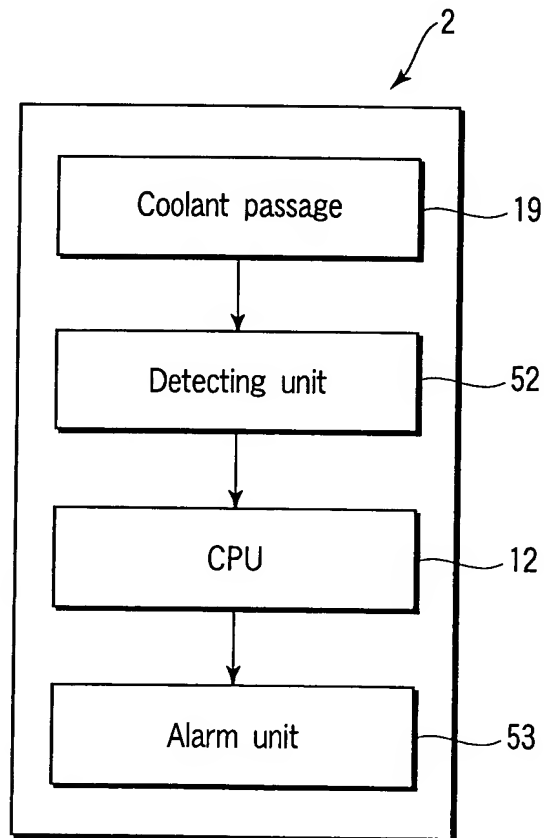 2
Coolant passage
19
Detecting unit
52
CPU
12
Alarm unit
53